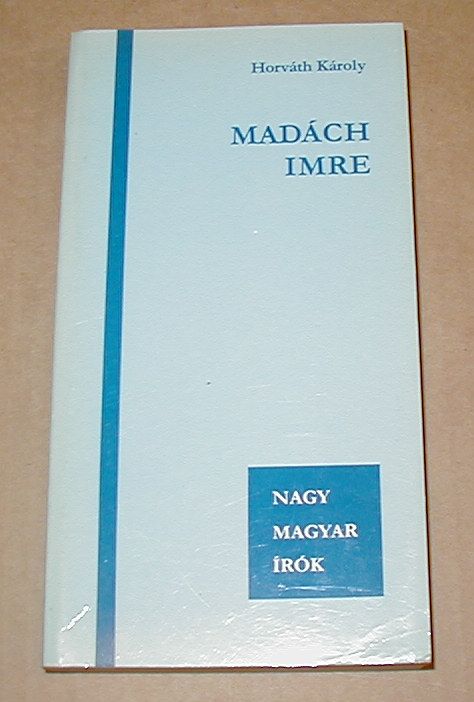 Horváth Károly
MADÁCH
IMRE
NAGY
MAGYAR
ÍRÓK